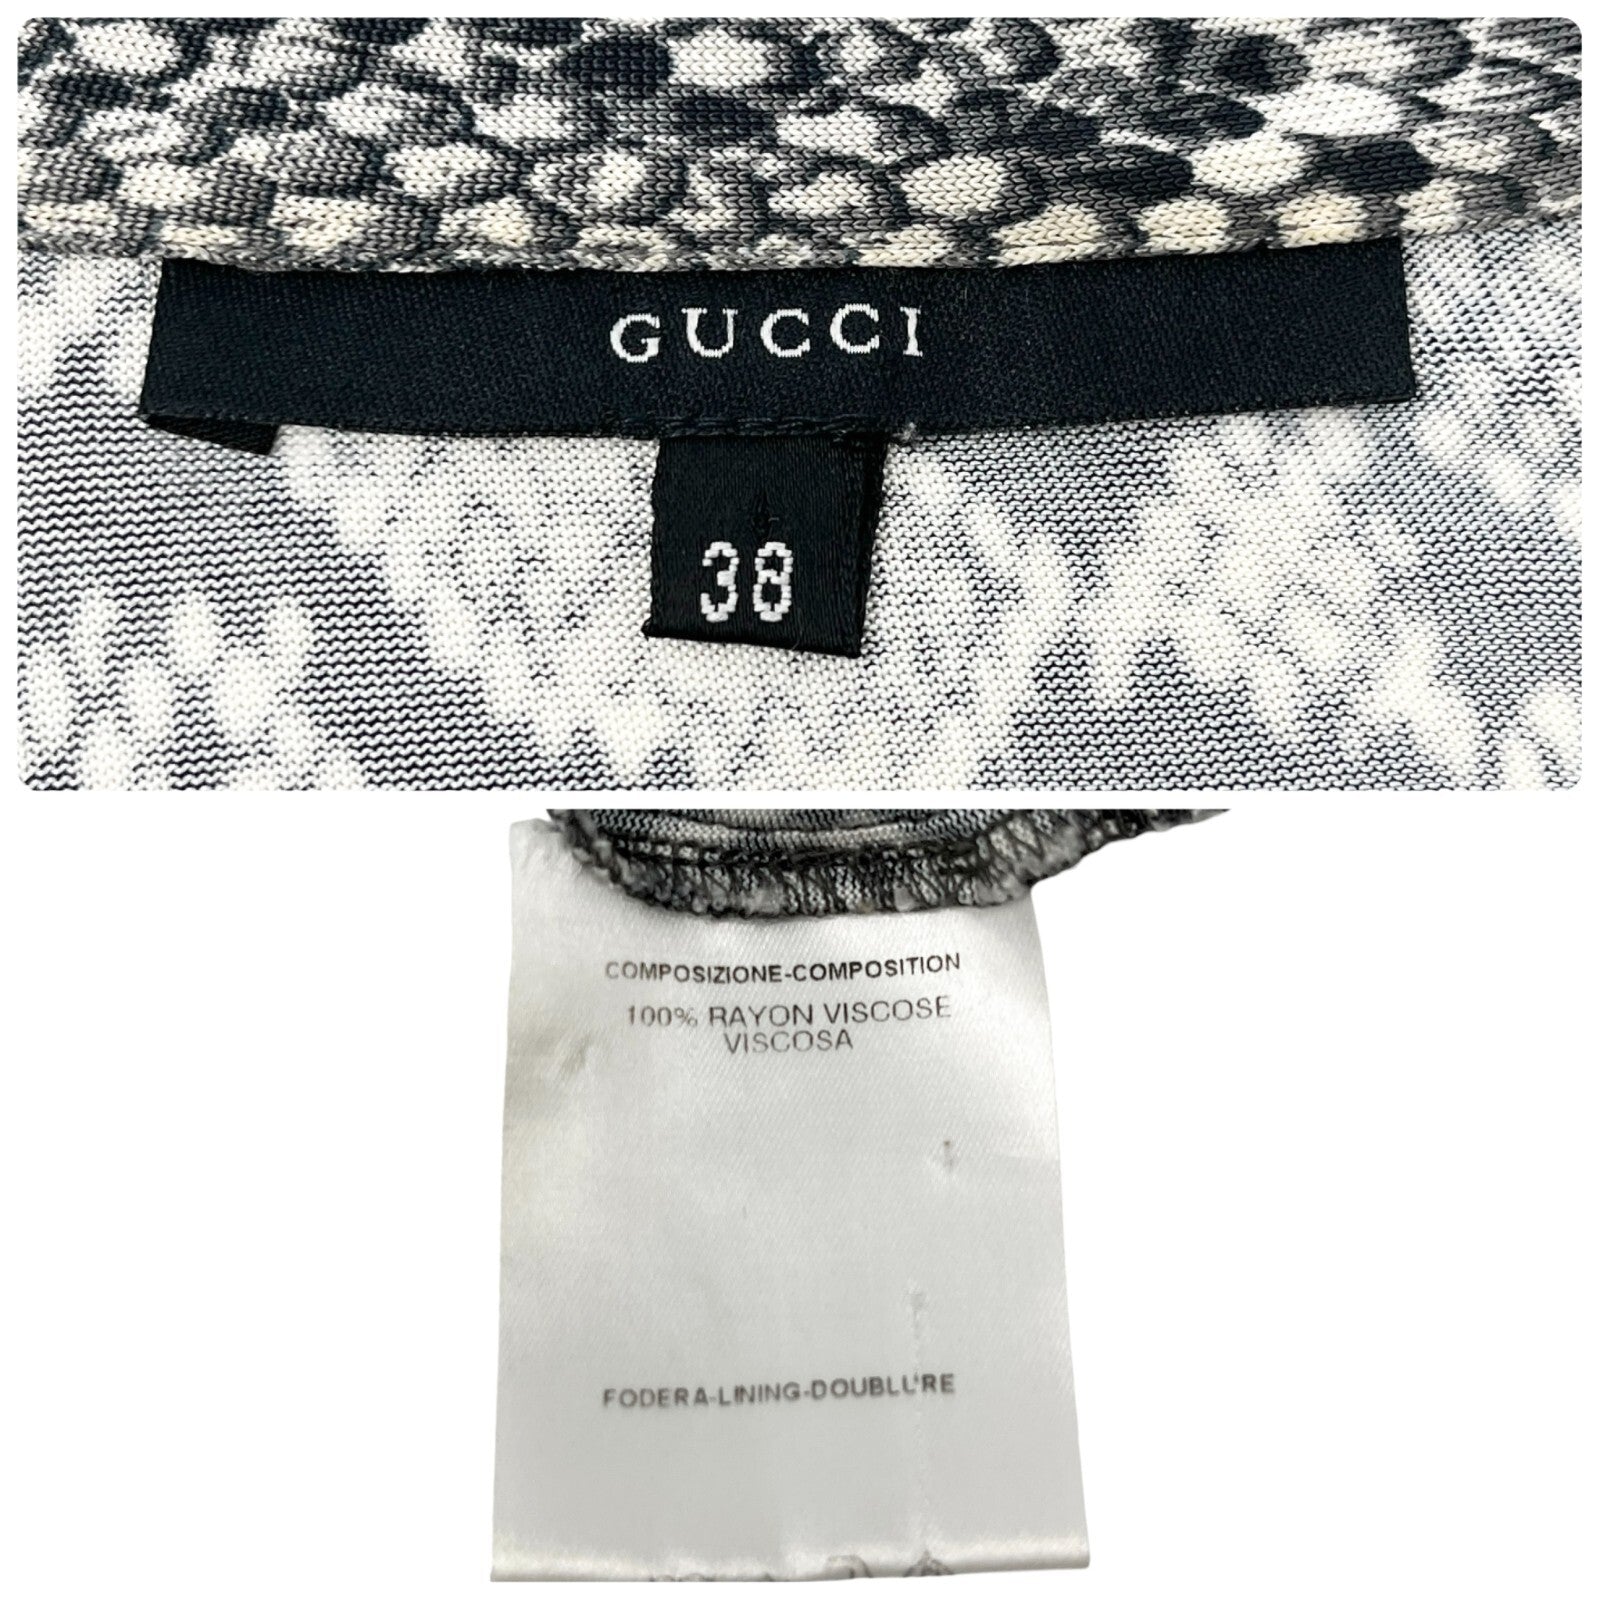 GUCCI
38
COMPOSIZIONE-COMPOSITION
100% RAYON VISCOSE
VISCOSA
FODERA-LINING-DOUBLURE